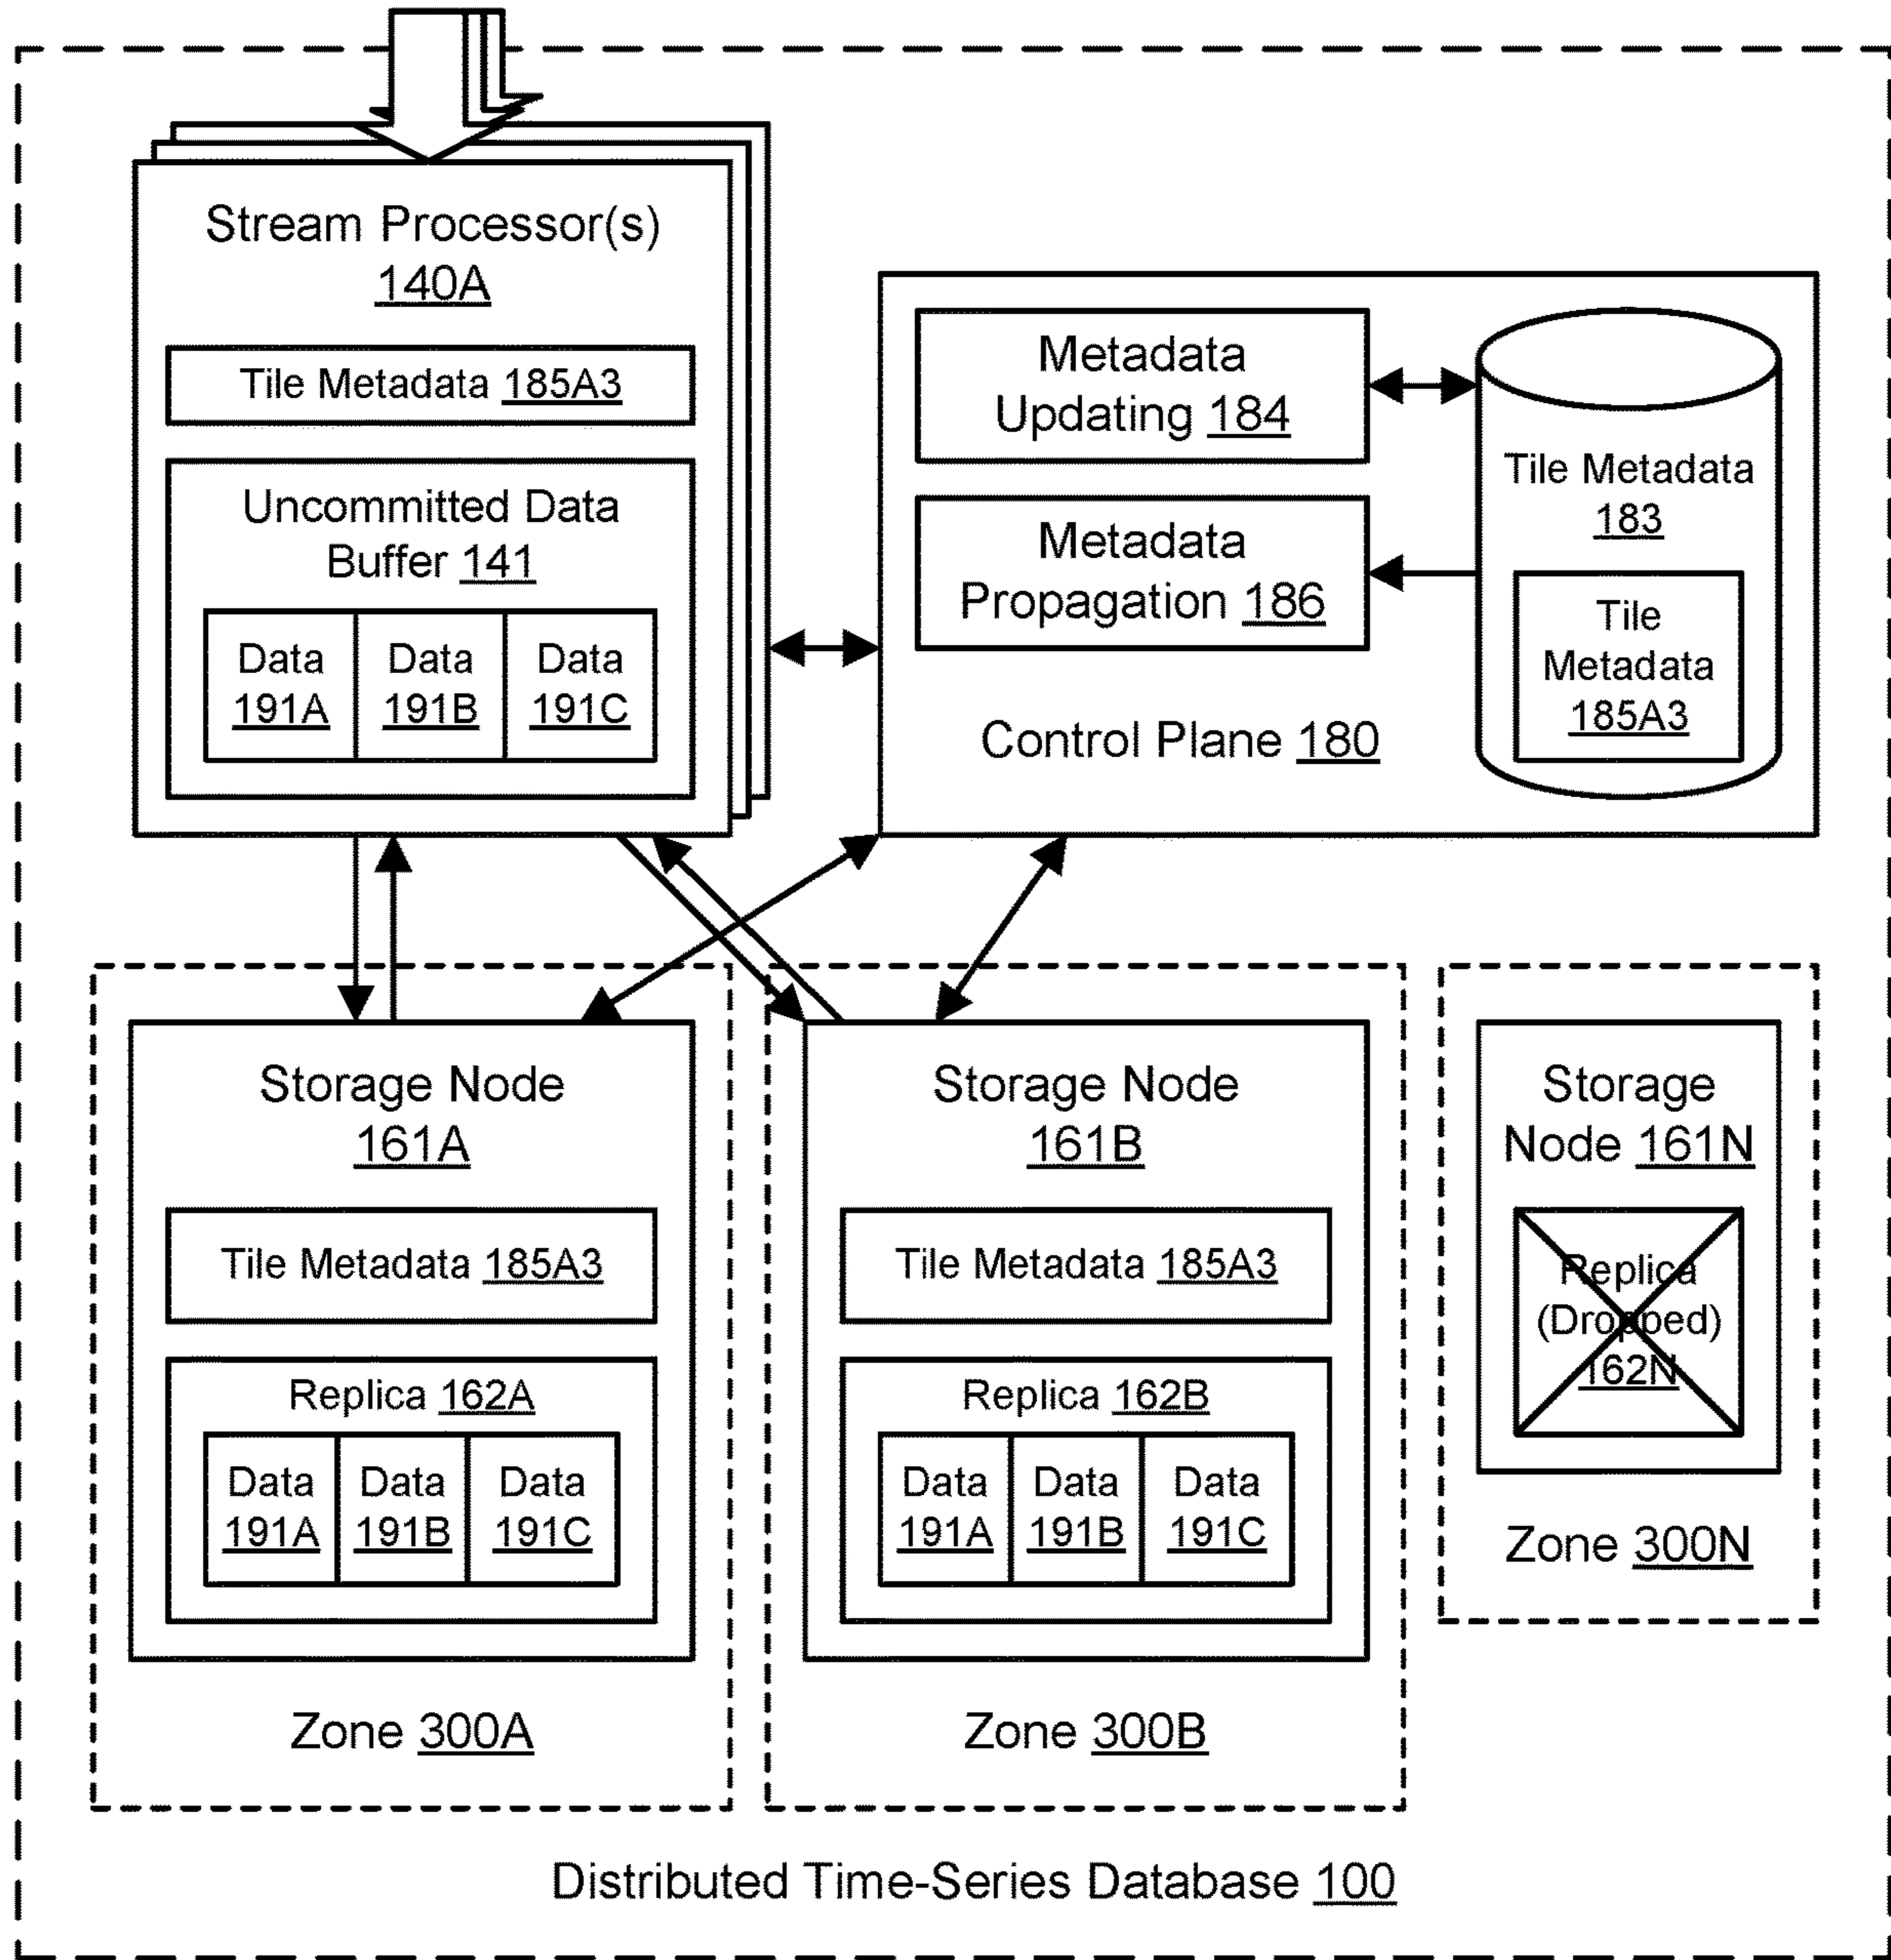 Stream Processor(s)
140A
Tile Metadata 185A3
Uncommitted Data
Buffer 141
Data
191A
Data
191B
Data
191C
Metadata
Updating 184
Metadata
Propagation 186
Tile Metadata
183
Tile
Metadata
185A3
Control Plane 180
Storage Node
161A
Tile Metadata 185A3
Replica 162A
Data
191A
Data
191B
Data
191C
Zone 300A
Storage Node
161B
Tile Metadata 185A3
Replica 162B
Data
191A
Data
191B
Data
191C
Zone 300B
Storage
Node 161N
Replica
(Dropped)
162N
Zone 300N
Distributed Time-Series Database 100